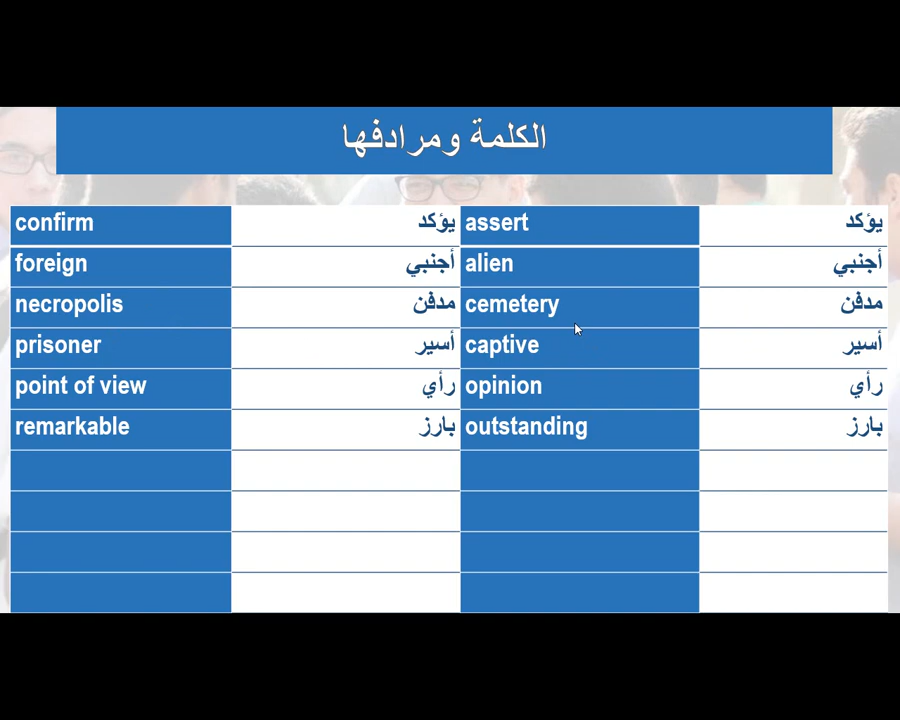 الكلمة ومرادفها
confirm يؤكد assert يؤكد
foreign أجنبي alien أجنبي
necropolis مدفن cemetery مدفن
prisoner أسير captive أسير
point of view رأي opinion رأي
remarkable بارز outstanding بارز